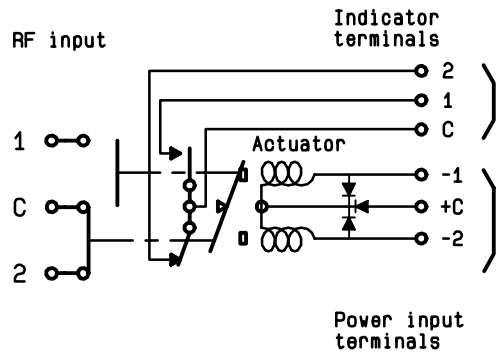 Indicator
terminals
RF input
2
1
C
Actuator
1
-1
C
+C
-2
2
Power input
terminals